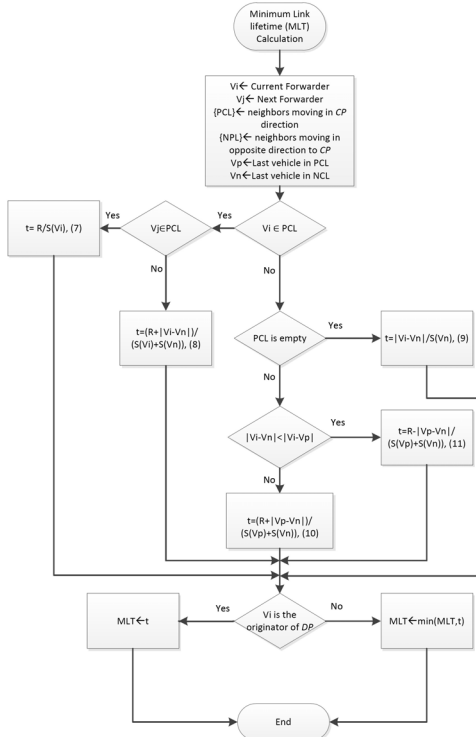 Minimum Link
lifetime (MLT)
Calculation
Vi← Current Forwarder
Vj← Next Forwarder
{PCL}← neighbors moving in CP
direction
{NPL}← neighbors moving in
opposite direction to CP
Vp←Last vehicle in PCL
Vn←Last vehicle in NCL
t= R/S(Vi), (7)
Yes
Vj∈PCL
Yes
Vi ∈ PCL
No
No
t=(R+|Vi-Vn|)/
(S(Vi)+S(Vn)), (8)
PCL is empty
Yes
t=|Vi-Vn|/S(Vn), (9)
No
|Vi-Vn|<|Vi-Vp|
Yes
t=R-|Vp-Vn|/
(S(Vp)+S(Vn)), (11)
No
t=(R+|Vp-Vn|)/
(S(Vp)+S(Vn)), (10)
MLT←t
Yes
Vi is the
originator of DP
No
MLT←min(MLT,t)
End